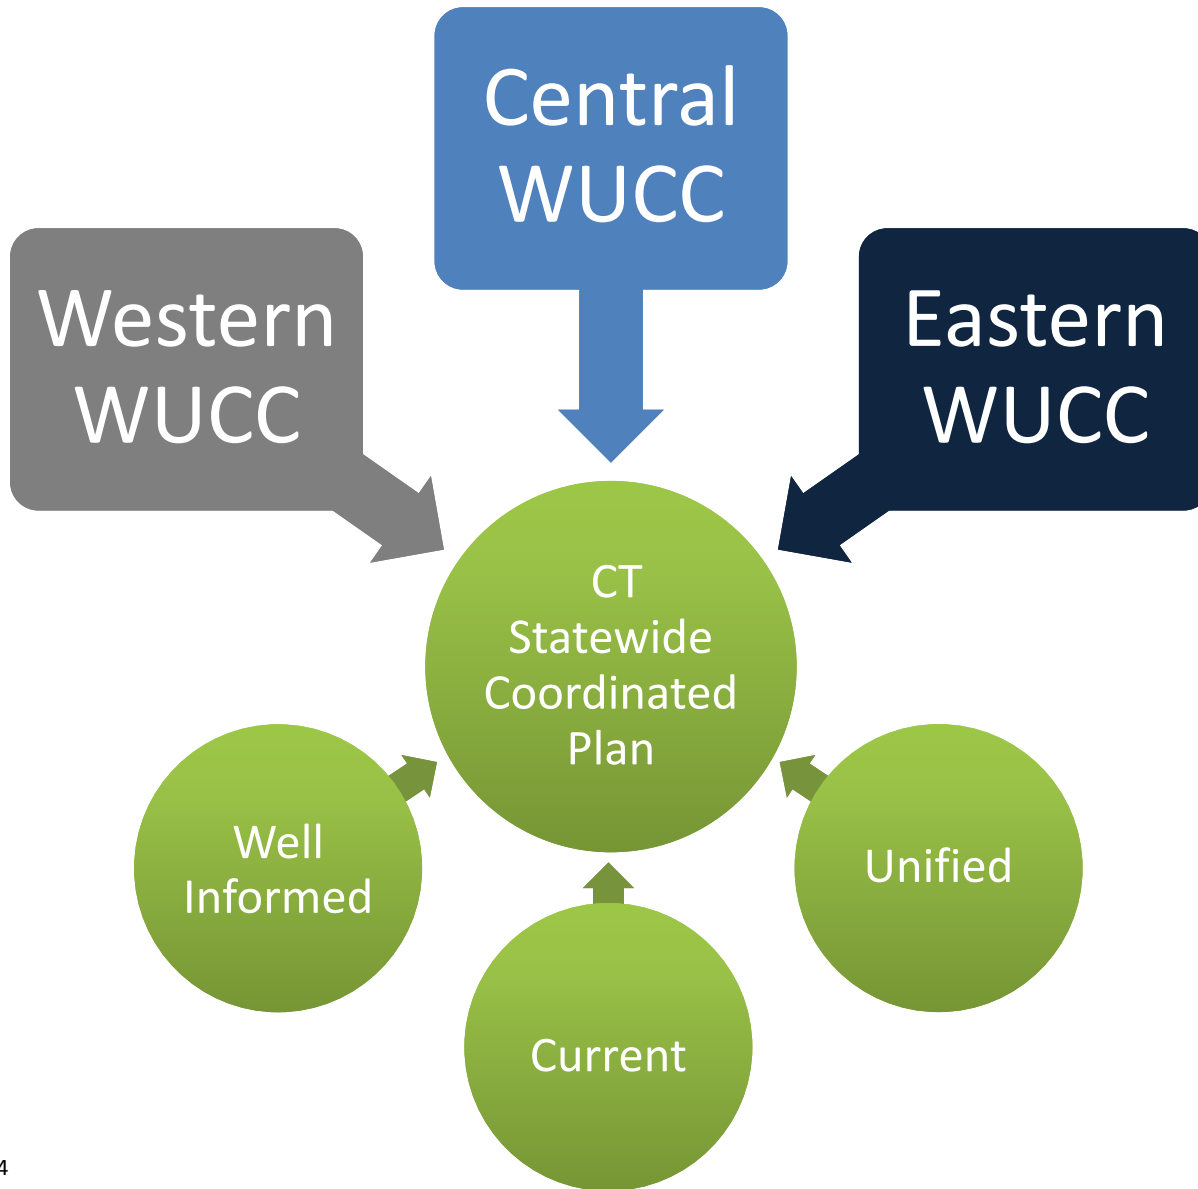 Central
WUCC
Western
WUCC
Eastern
WUCC
CT
Statewide
Coordinated
Plan
Well
Informed
Unified
Current
4